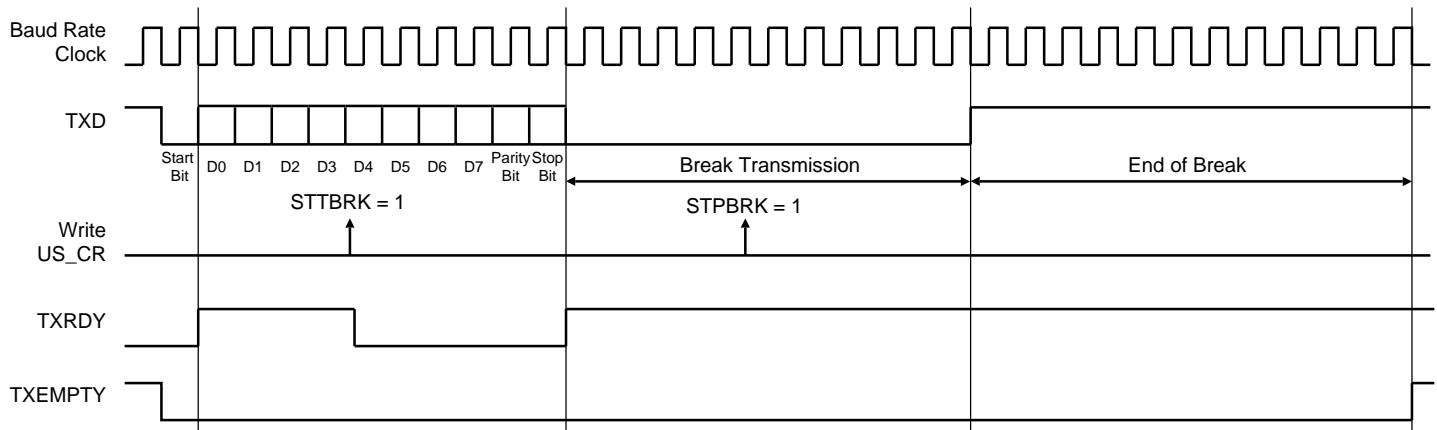 Baud Rate
Clock
TXD
Start
Bit
D0 D1 D2 D3 D4 D5 D6 D7
Parity
Bit
Stop
Bit
Break Transmission
End of Break
STTBRK = 1
STPBRK = 1
Write
US_CR
TXRDY
TXEMPTY